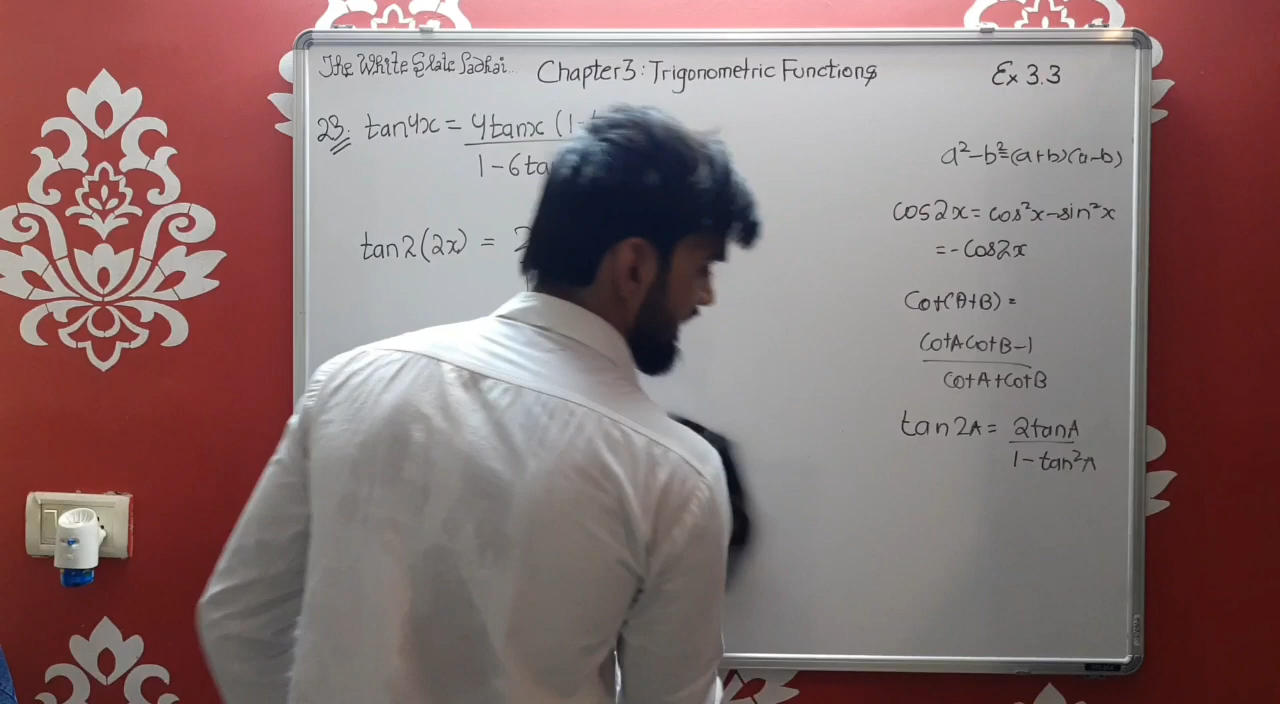 The White Slate Padhai...
Chapter 3 : Trigonometric Functions
Ex 3.3
23. tan4x = 4tanx (1-
1-6ta
tan2(2x) = 2
a²-b²=(a+b)(a-b)
cos2x = cos²x-sin²x
= -cos2x
Cot(A+B) =
CotACotB-1
CotA+CotB
tan2A = 2tanA
1-tan²A